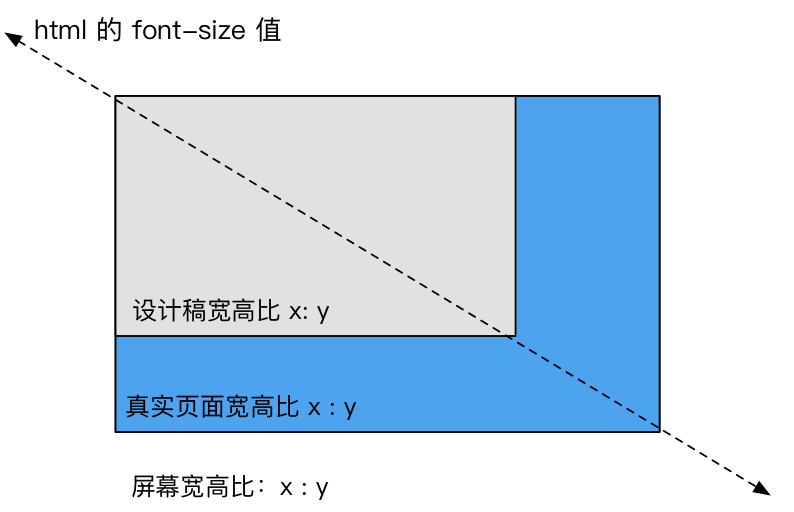 html 的 font-size 值
设计稿宽高比 x: y
真实页面宽高比 x : y
屏幕宽高比：x : y